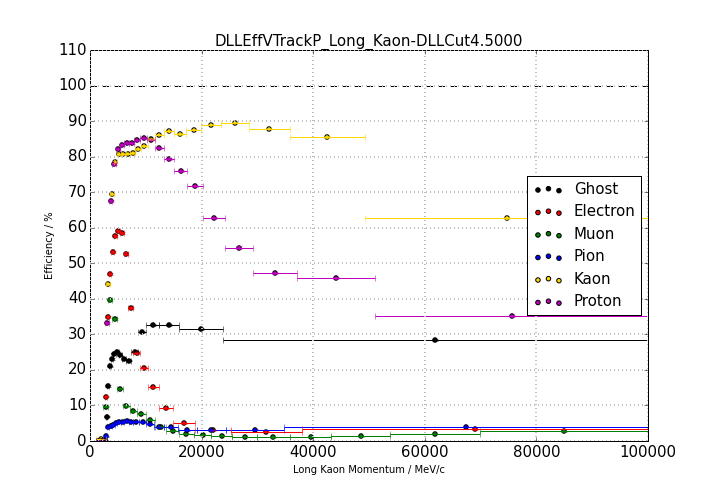 DLLEffVTrackP_Long_Kaon-DLLCut4.5000
110
100
90
80
70
60
50
40
30
20
10
0
Efficiency / %
Ghost
Electron
Muon
Pion
Kaon
Proton
0 20000 40000 60000 80000 100000
Long Kaon Momentum / MeV/c